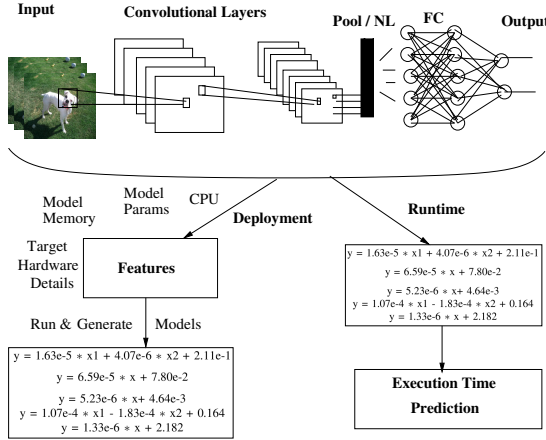 Input
Convolutional Layers
Pool / NL
FC
Output
Model
Memory
Model
Params
CPU
Deployment
Runtime
Target
Hardware
Details
Features
Run & Generate
Models
y = 1.63e-5 * x1 + 4.07e-6 * x2 + 2.11e-1
y = 6.59e-5 * x + 7.80e-2
y = 5.23e-6 * x+ 4.64e-3
y = 1.07e-4 * x1 - 1.83e-4 * x2 + 0.164
y = 1.33e-6 * x + 2.182
y = 1.63e-5 * x1 + 4.07e-6 * x2 + 2.11e-1
y = 6.59e-5 * x + 7.80e-2
y = 5.23e-6 * x+ 4.64e-3
y = 1.07e-4 * x1 - 1.83e-4 * x2 + 0.164
y = 1.33e-6 * x + 2.182
Execution Time
Prediction